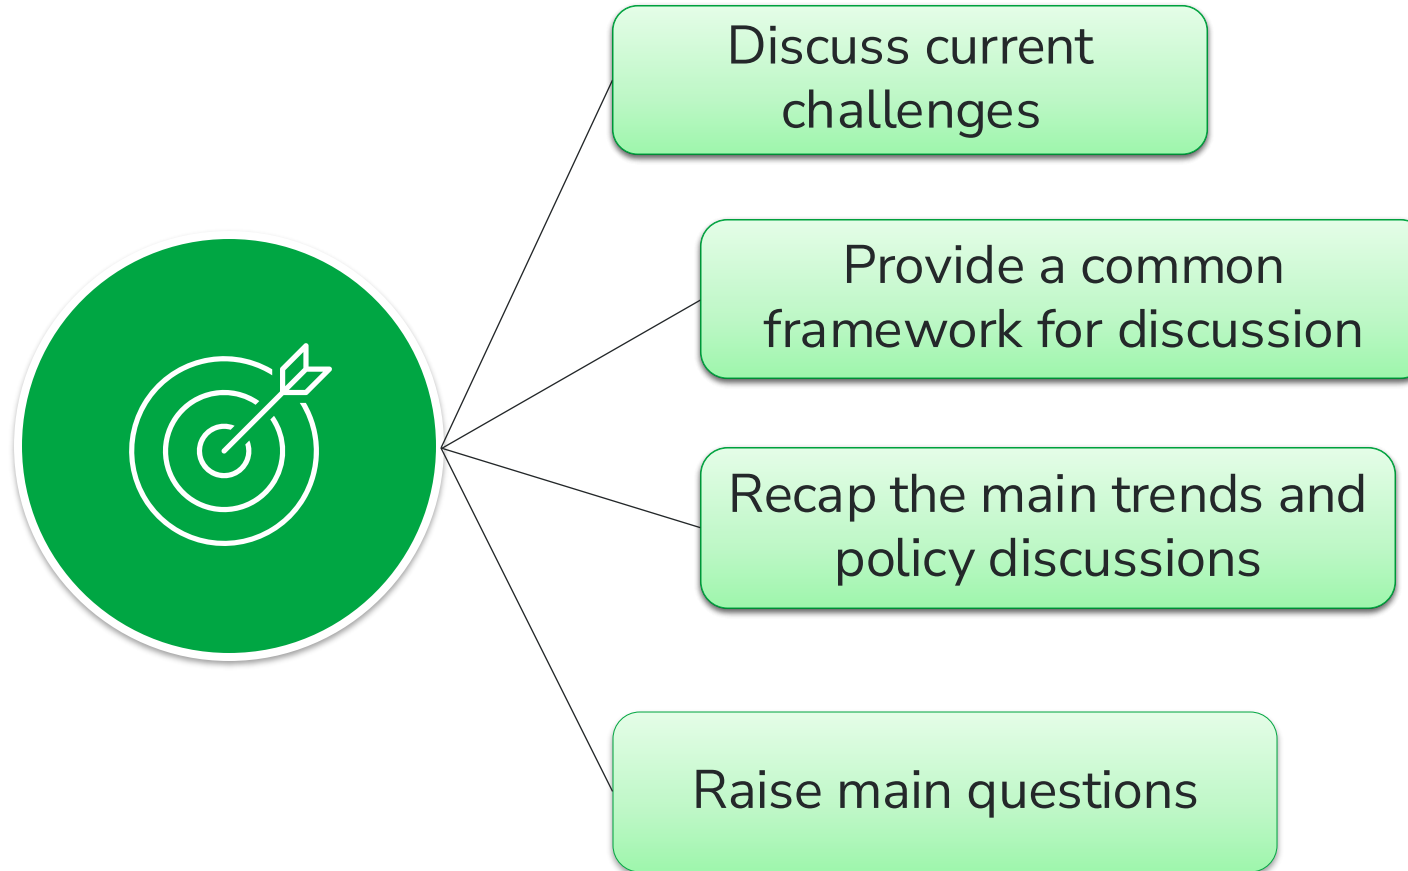 Discuss current
challenges
Provide a common
framework for discussion
Recap the main trends and
policy discussions
Raise main questions